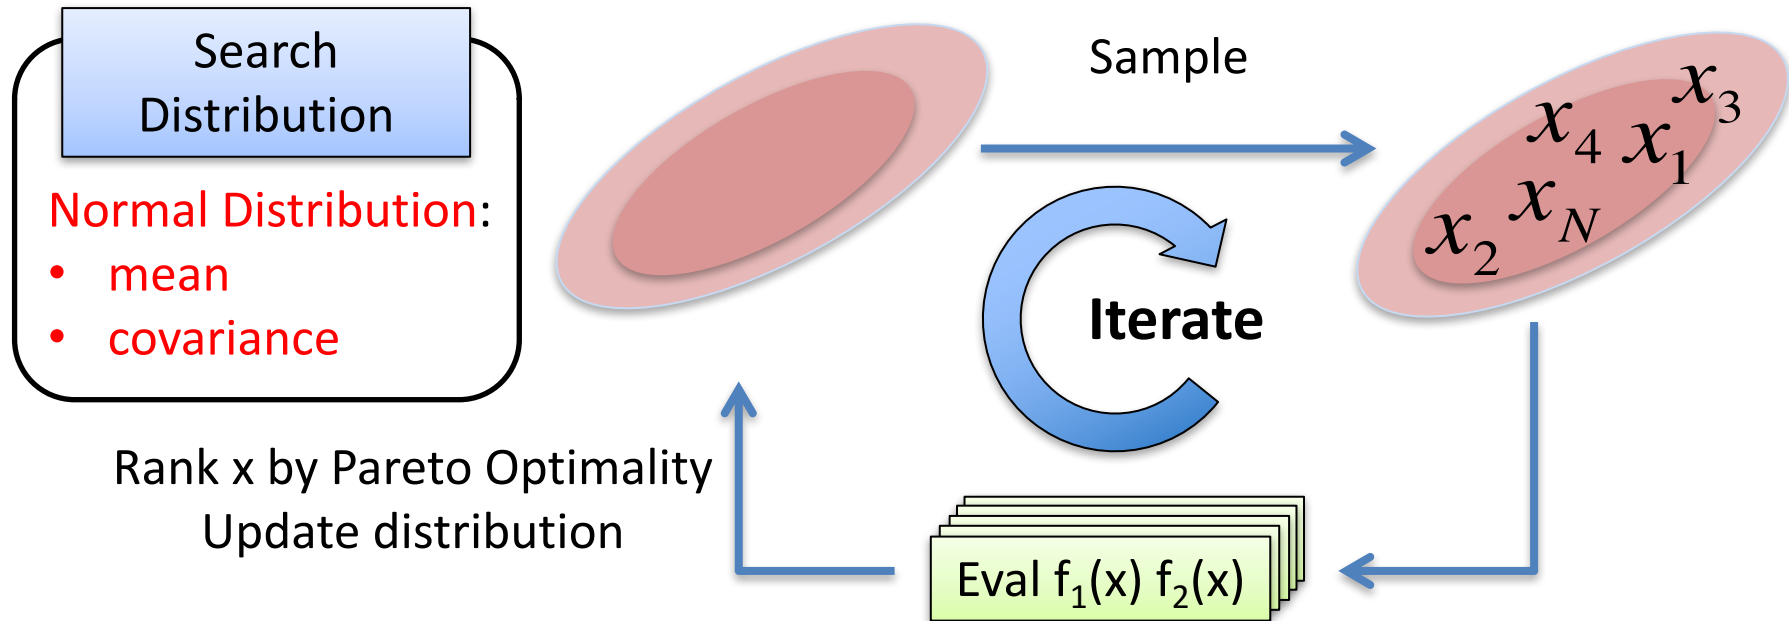 Search
Distribution
Normal Distribution:
• mean
• covariance
Sample
x₃
x₄ x₁
x₂ x_N
Iterate
Rank x by Pareto Optimality
Update distribution
Eval f₁(x) f₂(x)